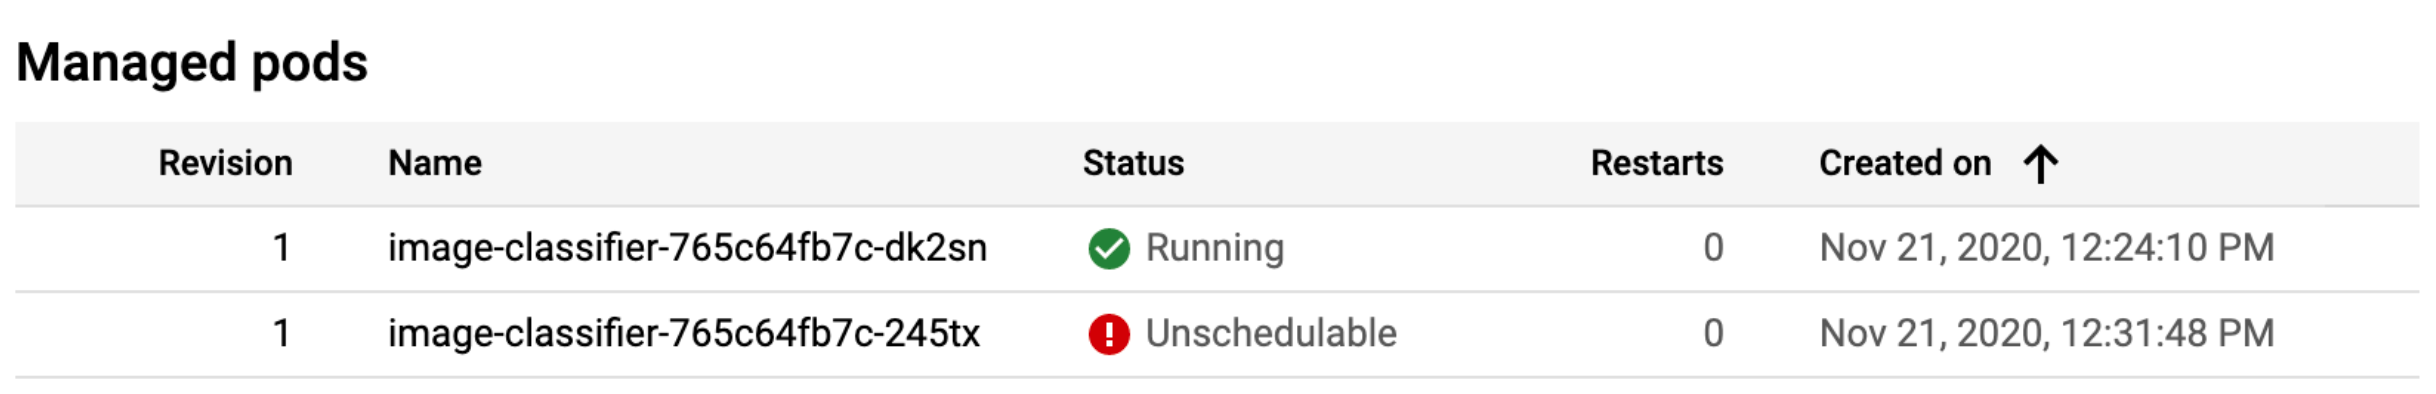 Managed pods
Revision Name Status Restarts Created on
1 image-classifier-765c64fb7c-dk2sn Running 0 Nov 21, 2020, 12:24:10 PM
1 image-classifier-765c64fb7c-245tx Unschedulable 0 Nov 21, 2020, 12:31:48 PM